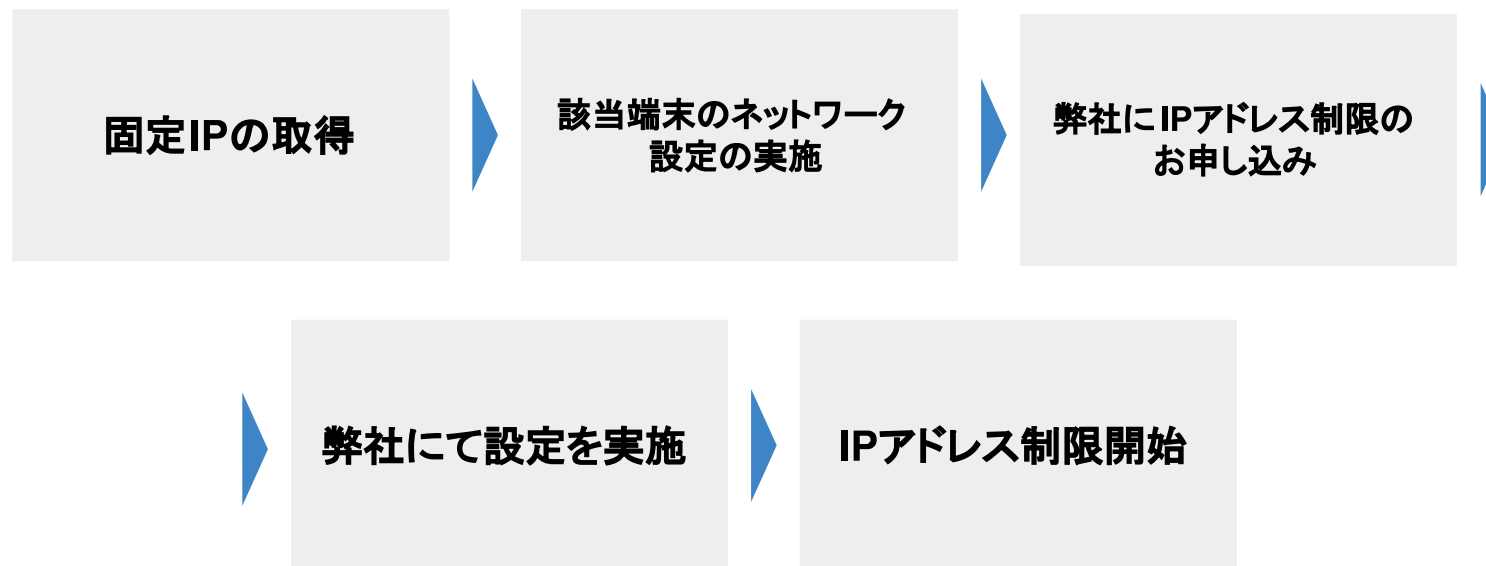 固定IPの取得
該当端末のネットワーク
設定の実施
弊社にIPアドレス制限の
お申し込み
弊社にて設定を実施
IPアドレス制限開始